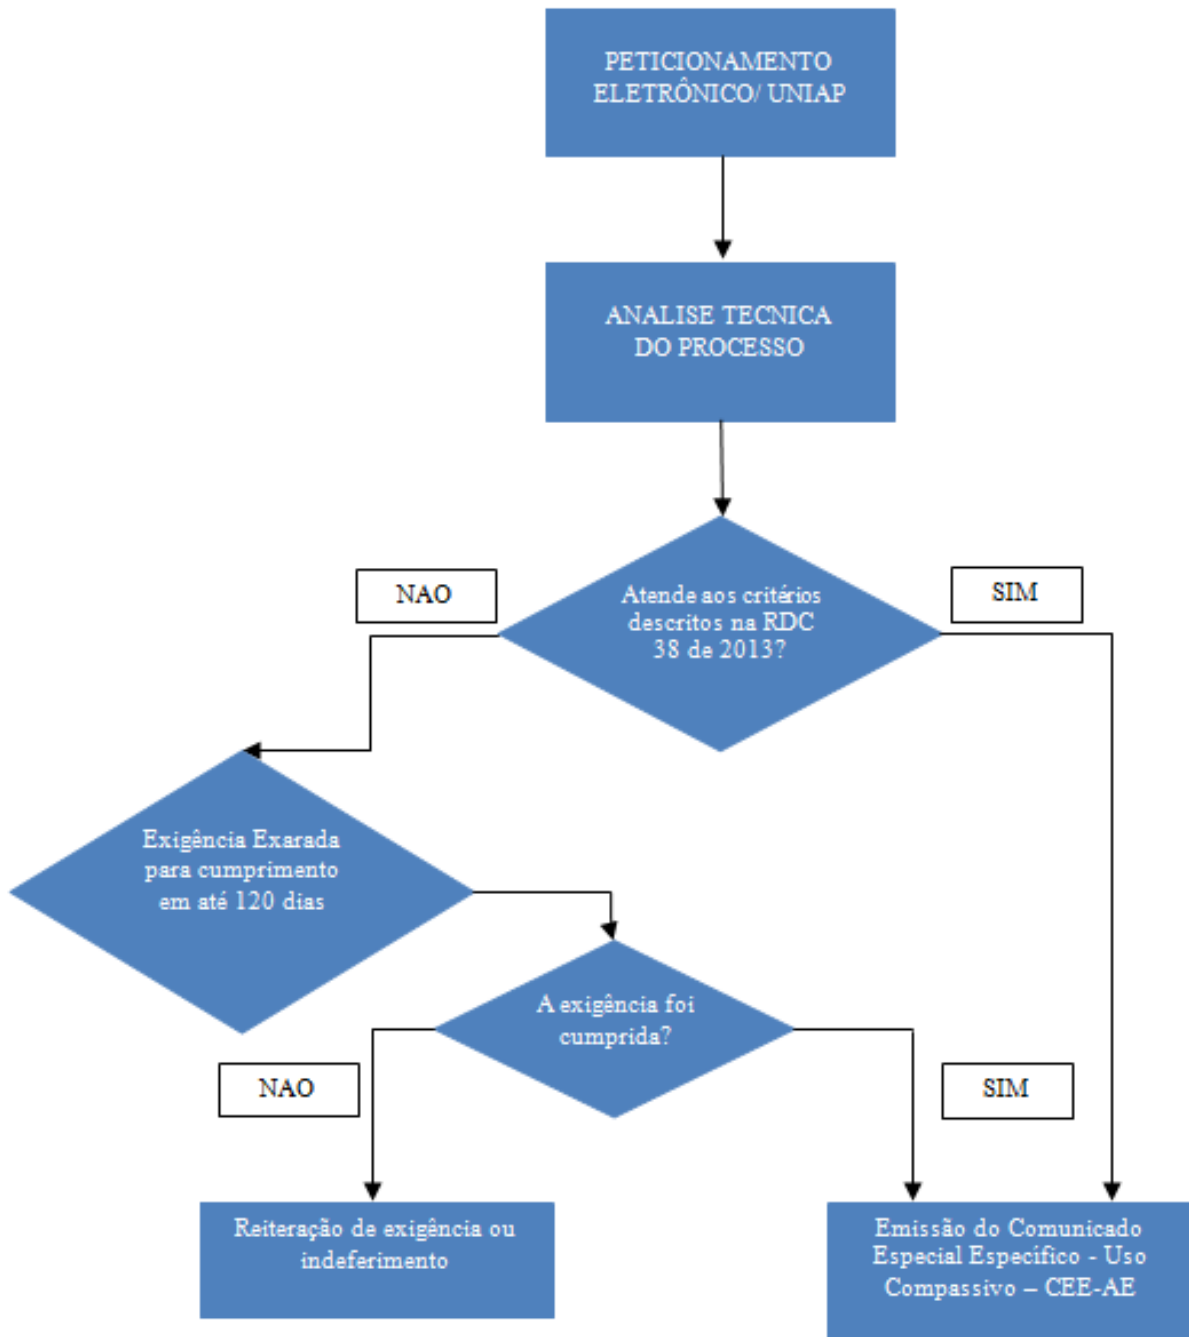 PETICIONAMENTO
ELETRÔNICO/ UNIAP
ANALISE TECNICA
DO PROCESSO
NAO
Atende aos critérios
descritos na RDC
38 de 2013?
SIM
Exigência Exarada
para cumprimento
em até 120 dias
A exigência foi
cumprida?
NAO
SIM
Reiteração de exigência ou
indeferimento
Emissão do Comunicado
Especial Específico - Uso
Compassivo – CEE-AE